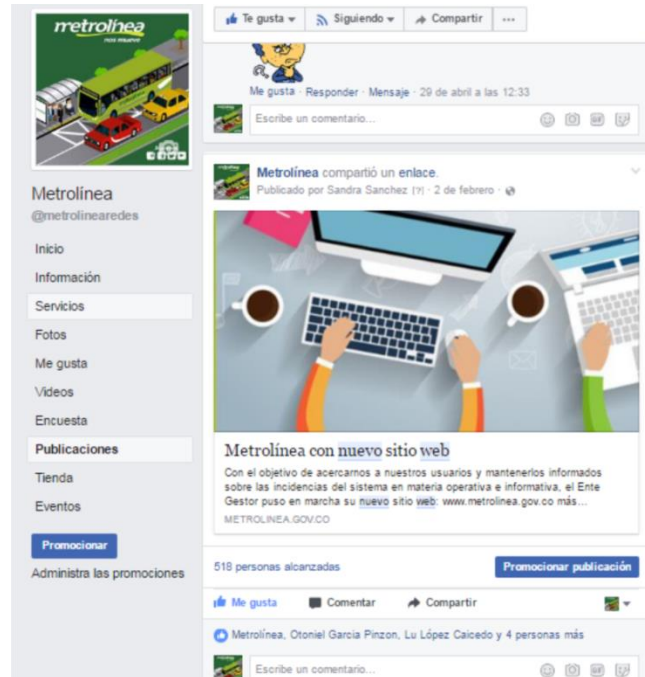 metrolínea
nos mueve
Metrolínea
@metrolinearedes
Inicio
Información
Servicios
Fotos
Me gusta
Videos
Encuesta
Publicaciones
Tienda
Eventos
Promocionar
Administra las promociones
Te gusta
Siguiendo
Compartir
Me gusta · Responder · Mensaje · 29 de abril a las 12:33
Escribe un comentario...
Metrolínea compartió un enlace.
Publicado por Sandra Sanchez [?] · 2 de febrero ·
Metrolínea con nuevo sitio web
Con el objetivo de acercarnos a nuestros usuarios y mantenerlos informados
sobre las incidencias del sistema en materia operativa e informativa, el Ente
Gestor puso en marcha su nuevo sitio web: www.metrolinea.gov.co más...
METROLINEA.GOV.CO
518 personas alcanzadas
Promocionar publicación
Me gusta
Comentar
Compartir
Metrolínea, Otoniel Garcia Pinzon, Lu López Caicedo y 4 personas más
Escribe un comentario...